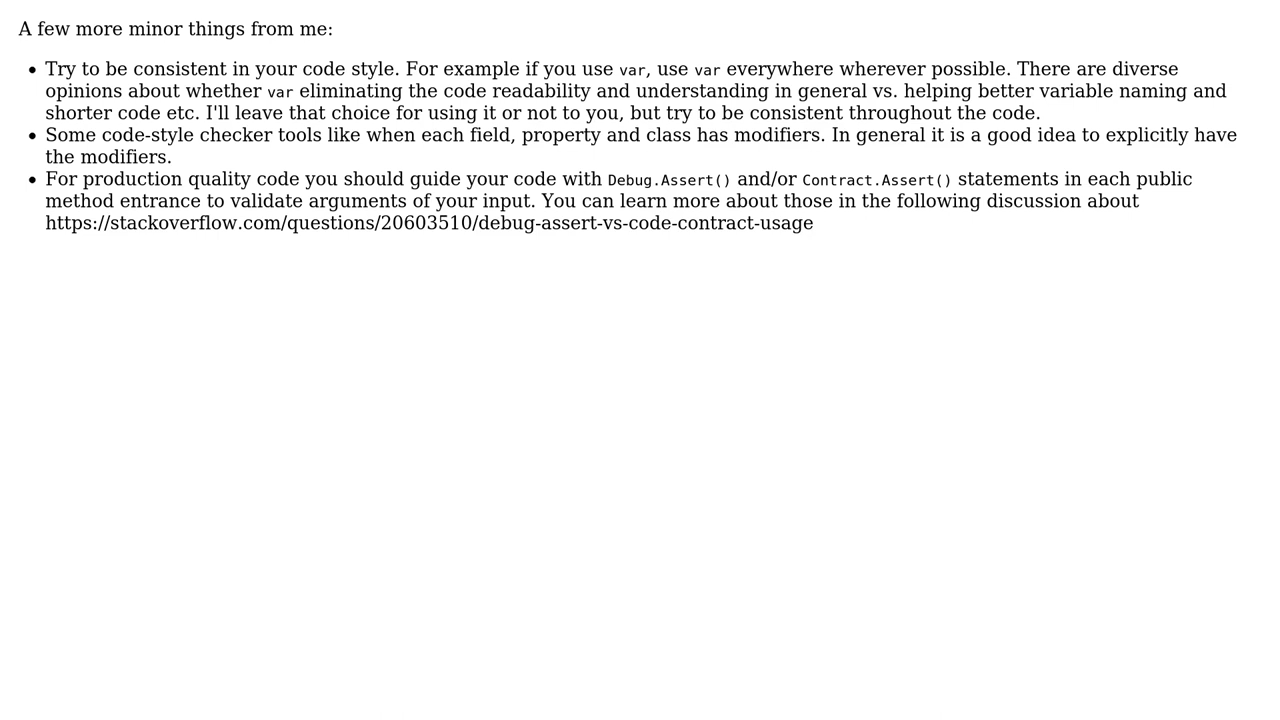 A few more minor things from me:
• Try to be consistent in your code style. For example if you use var, use var everywhere wherever possible. There are diverse
opinions about whether var eliminating the code readability and understanding in general vs. helping better variable naming and
shorter code etc. I'll leave that choice for using it or not to you, but try to be consistent throughout the code.
• Some code-style checker tools like when each field, property and class has modifiers. In general it is a good idea to explicitly have
the modifiers.
• For production quality code you should guide your code with Debug.Assert() and/or Contract.Assert() statements in each public
method entrance to validate arguments of your input. You can learn more about those in the following discussion about
https://stackoverflow.com/questions/20603510/debug-assert-vs-code-contract-usage